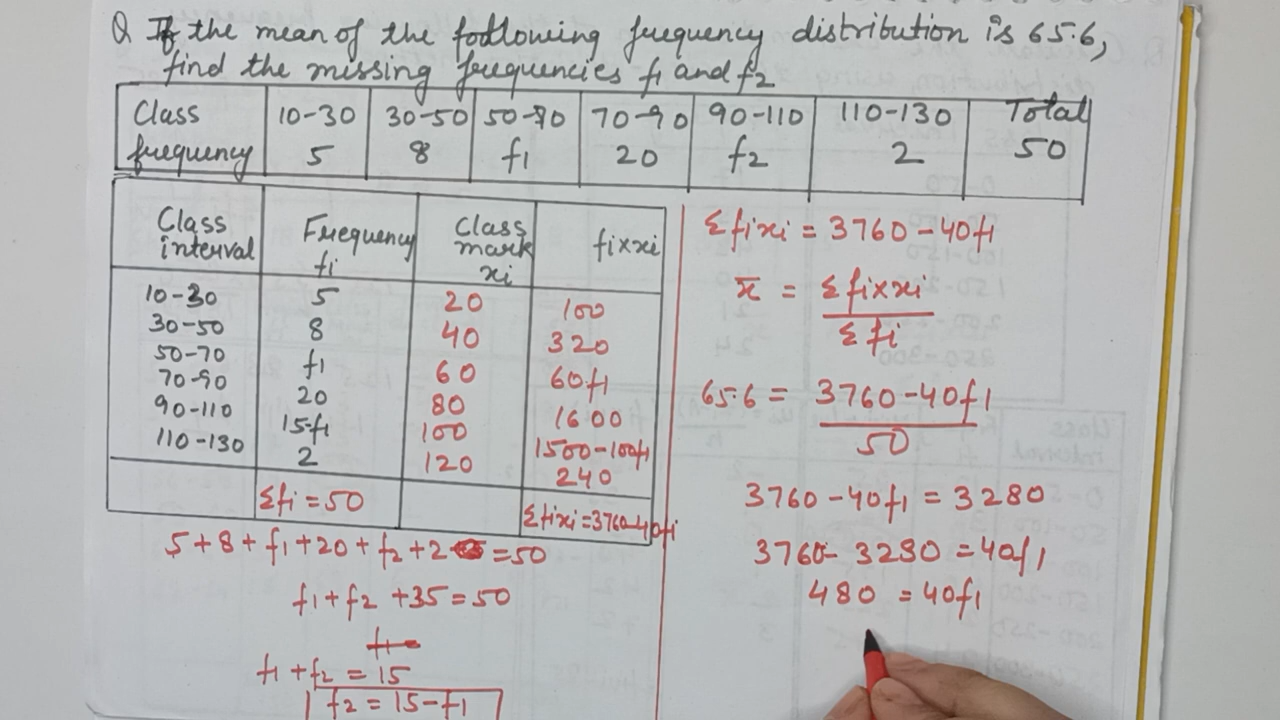 Q If the mean of the following frequency distribution is 65.6,
find the missing frequencies f1 and f2
Class 10-30 30-50 50-70 70-90 90-110 110-130 Total
frequency 5 8 f1 20 f2 2 50
Class interval Frequency fi Class mark xi fi×xi
10-30 5 20 100
30-50 8 40 320
50-70 f1 60 60f1
70-90 20 80 1600
90-110 15-f1 100 1500-100f1
110-130 2 120 240
Σfi = 50 Σfixi = 3760-40f1
5+8+f1+20+f2+2 = 50
f1+f2+35 = 50
f1
f1+f2 = 15
f2 = 15-f1
Σfixi = 3760-40f1
x̄ = Σfi×xi
Σfi
65.6 = 3760-40f1
50
3760-40f1 = 3280
3760-3280 = 40f1
480 = 40f1